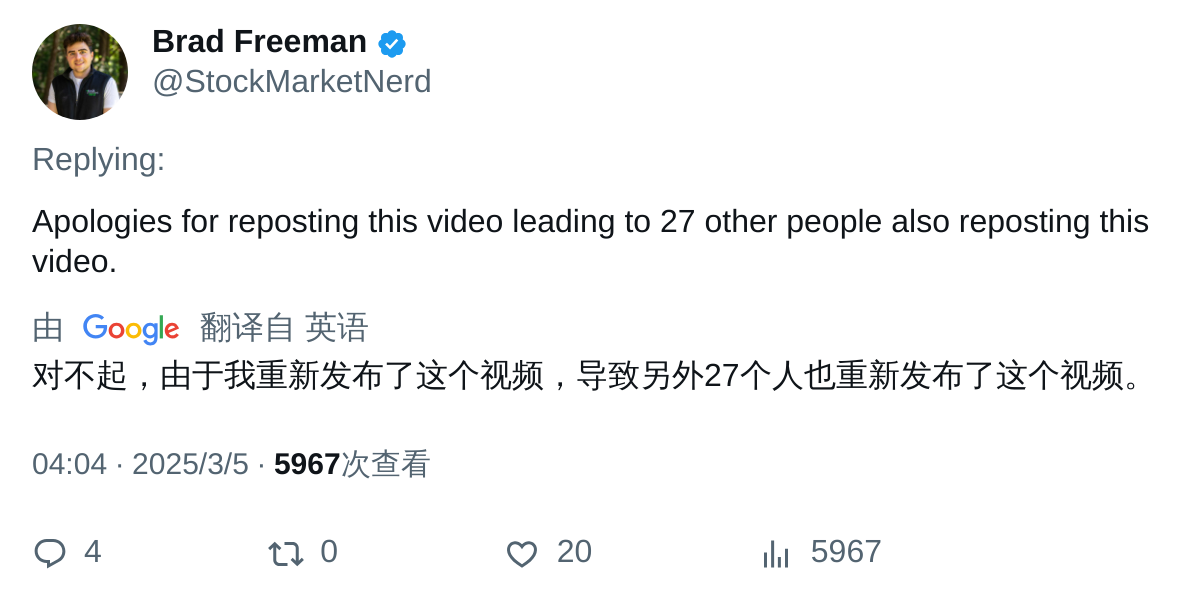 Brad Freeman
@StockMarketNerd
Replying:
Apologies for reposting this video leading to 27 other people also reposting this
video.
由 Google 翻译自 英语
对不起，由于我重新发布了这个视频，导致另外27个人也重新发布了这个视频。
04:04 · 2025/3/5 · 5967次查看
4 0 20 5967